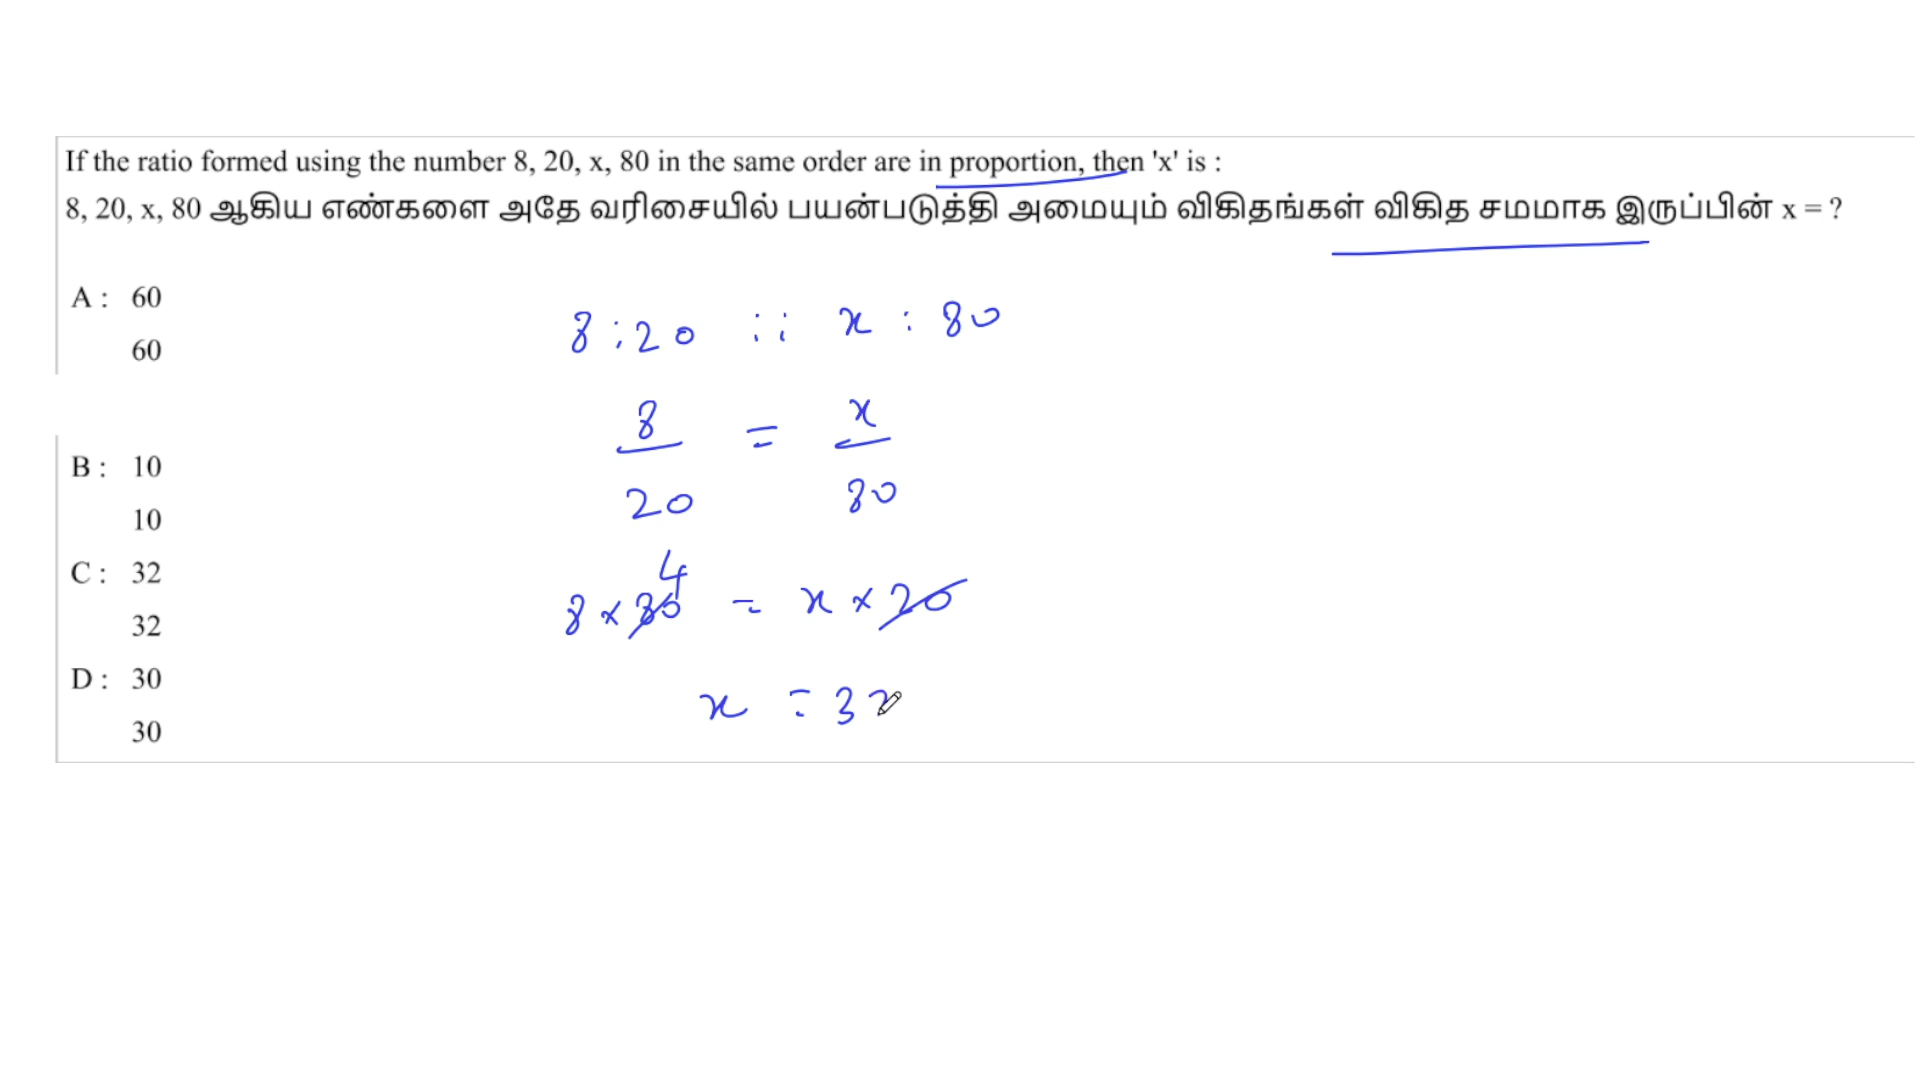 If the ratio formed using the number 8, 20, x, 80 in the same order are in proportion, then 'x' is :
8, 20, x, 80 ஆகிய எண்களை அதே வரிசையில் பயன்படுத்தி அமையும் விகிதங்கள் விகித சமமாக இருப்பின் x = ?
A : 60
60
8 : 20 :: x : 80
8/20 = x/80
B : 10
10
C : 32
32
4
8 × 80 = x × 20
D : 30
30
x = 32